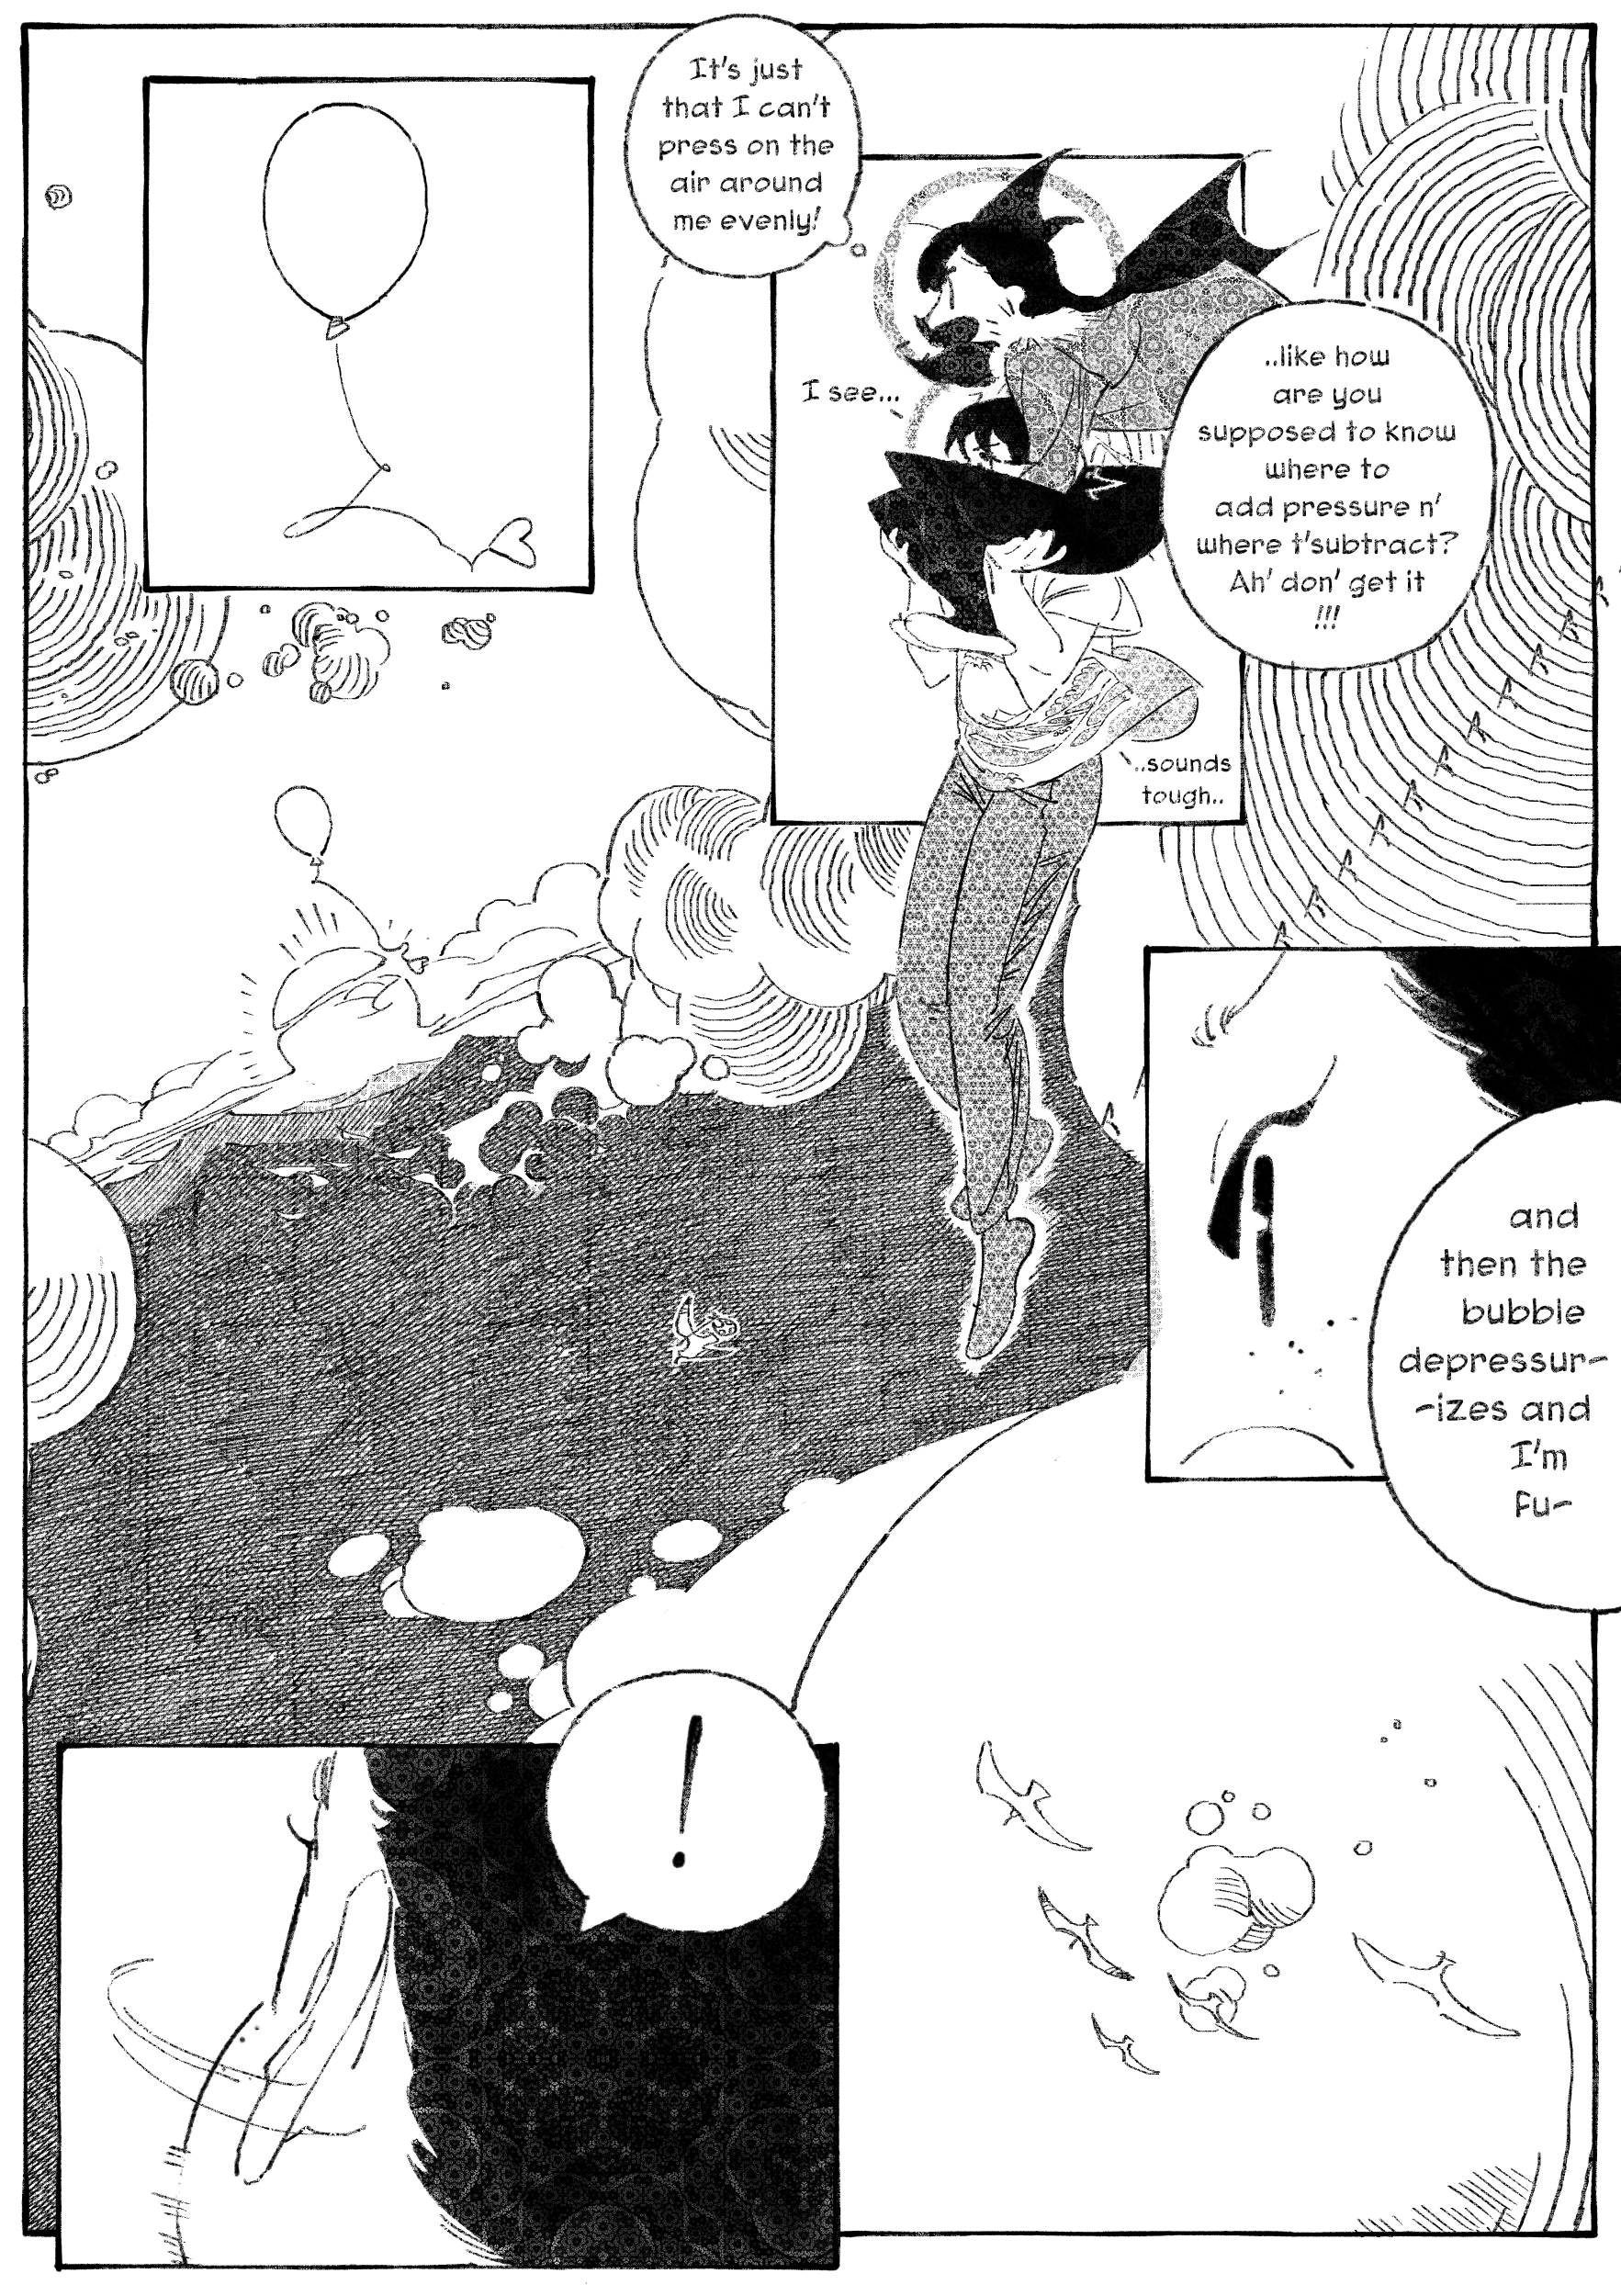 It's just
that I can't
press on the
air around
me evenly!
I see...
..like how
are you
supposed to know
where to
add pressure n'
where t'subtract?
Ah' don' get it
!!!
..sounds
tough..
and
then the
bubble
depressur-
-izes and
I'm
fu-
!